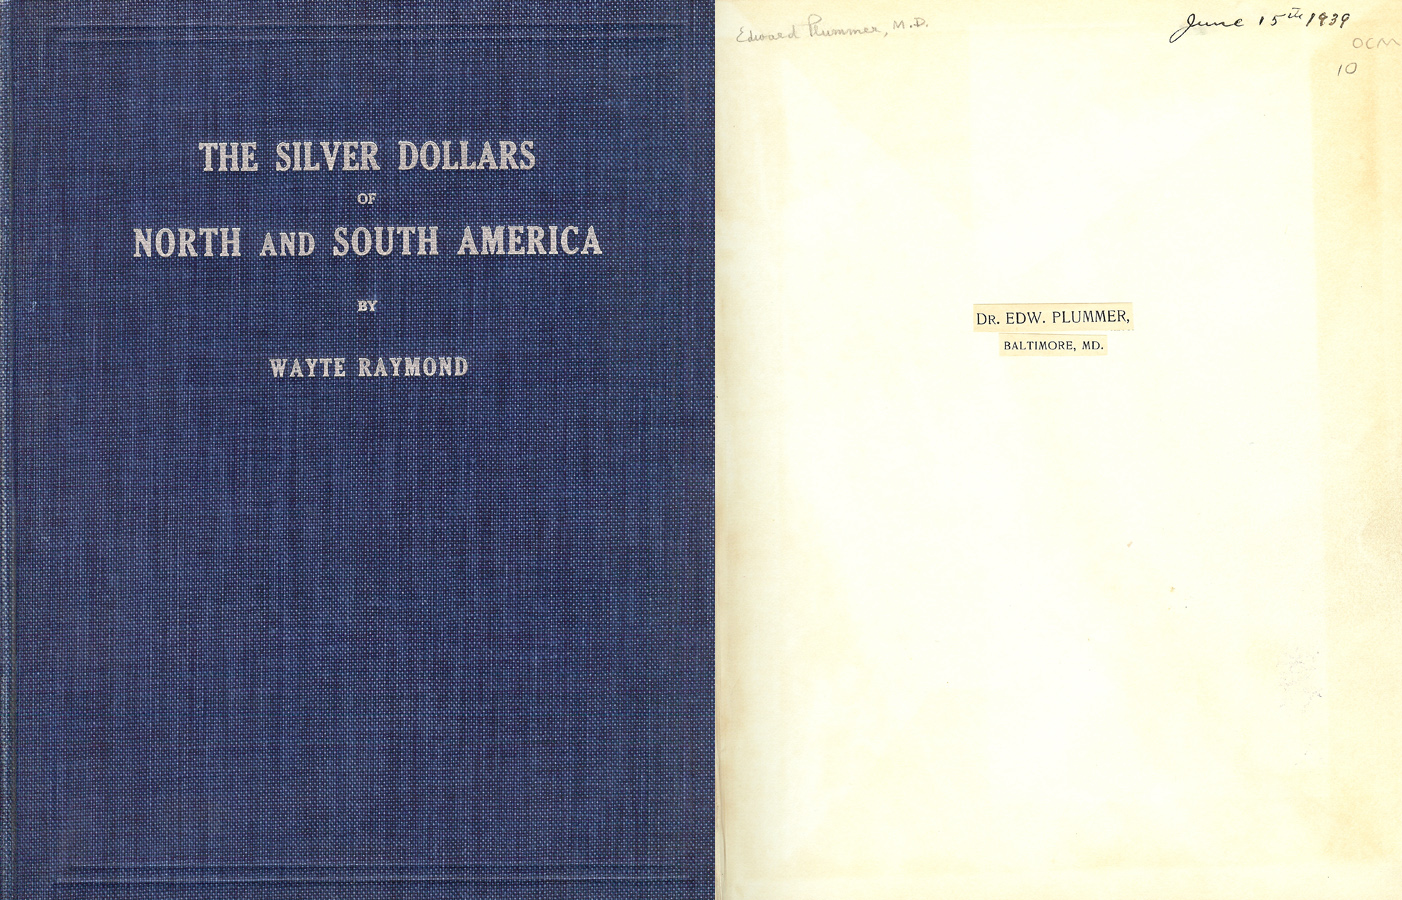 THE SILVER DOLLARS
OF
NORTH AND SOUTH AMERICA
BY
WAYTE RAYMOND
Edward Plummer, M.D.
June 15th 1939
OCM
10
DR. EDW. PLUMMER,
BALTIMORE, MD.